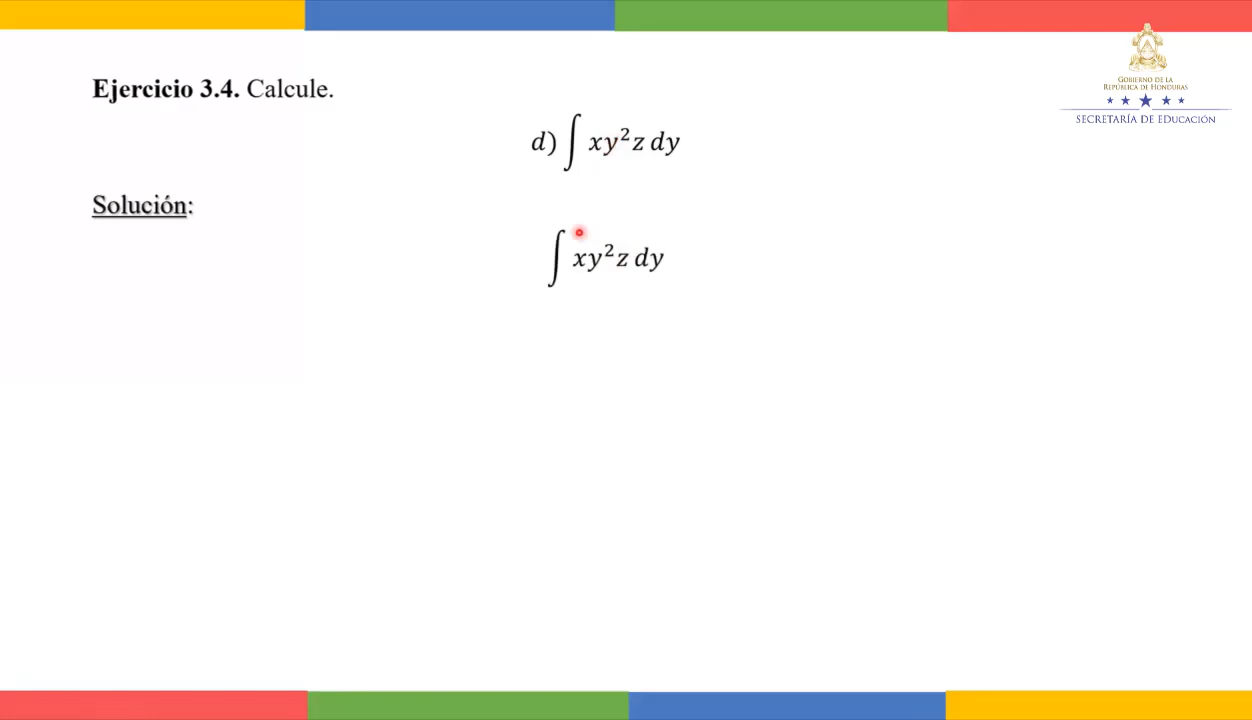 Ejercicio 3.4. Calcule.
d) ∫ xy²z dy
Solución:
∫ xy²z dy
GOBIERNO DE LA
REPÚBLICA DE HONDURAS
SECRETARÍA DE EDUCACIÓN